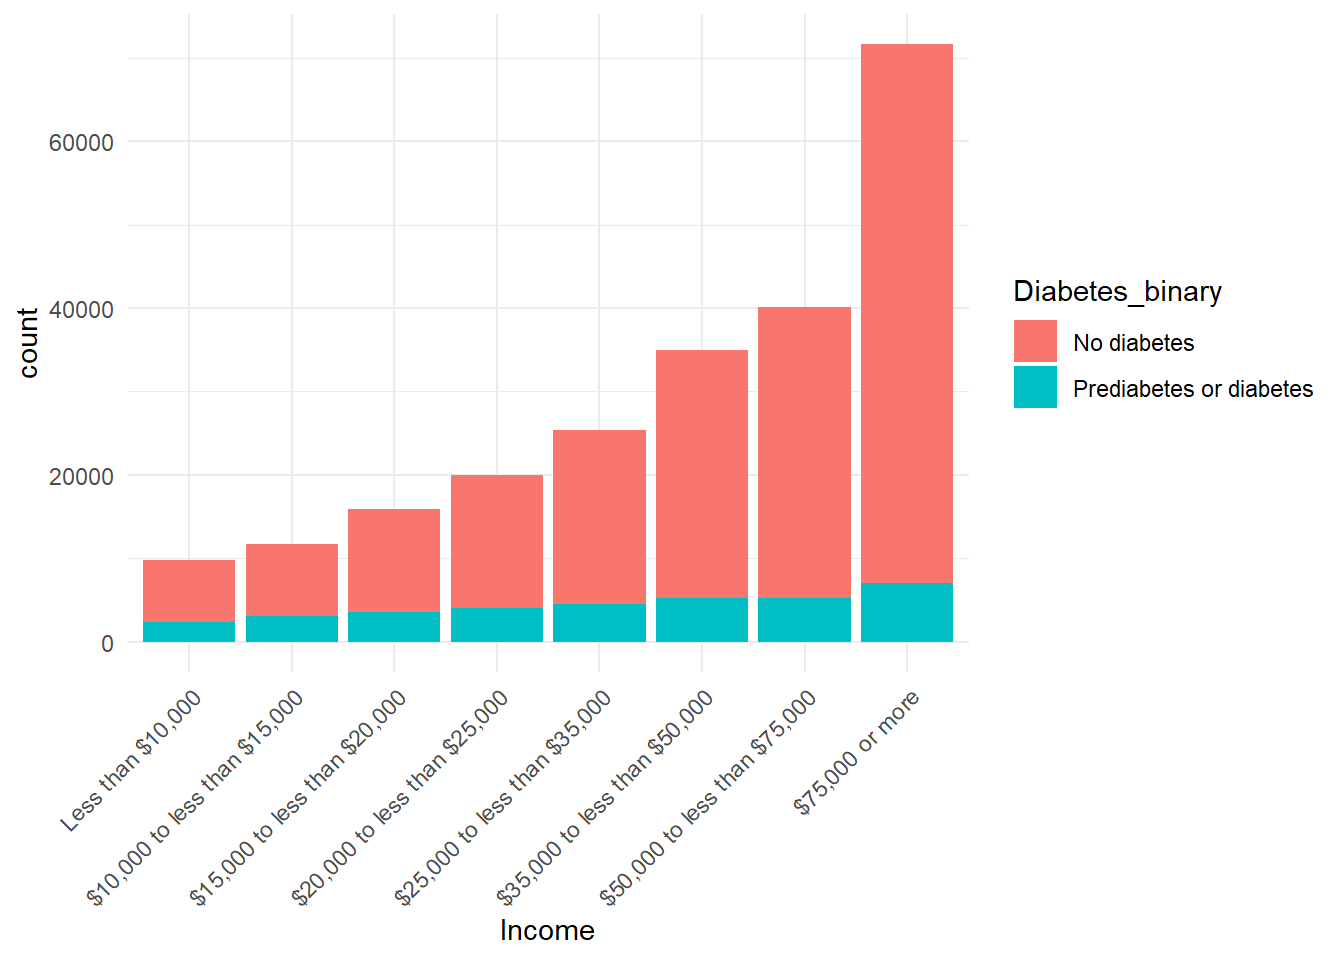 60000
40000
20000
0
count
Less than $10,000
$10,000 to less than $15,000
$15,000 to less than $20,000
$20,000 to less than $25,000
$25,000 to less than $35,000
$35,000 to less than $50,000
$50,000 to less than $75,000
$75,000 or more
Income
Diabetes_binary
No diabetes
Prediabetes or diabetes